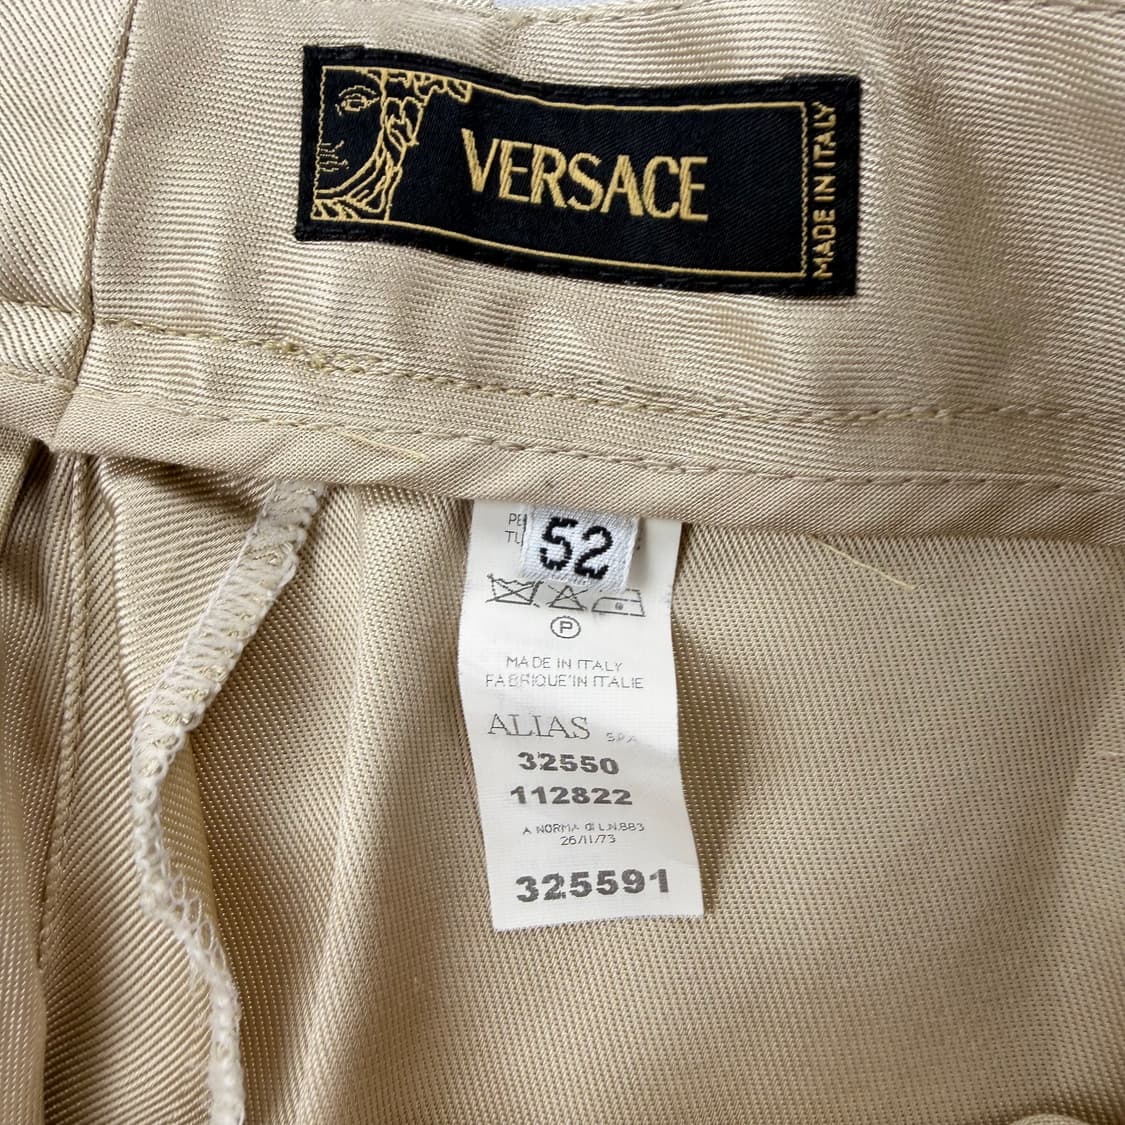 VERSACE
MADE IN ITALY
52
P
MADE IN ITALY
FABRIQUE'IN ITALIE
ALIAS S.P.A.
32550
112822
A NORMA DI L.N.883
26/11/73
325591